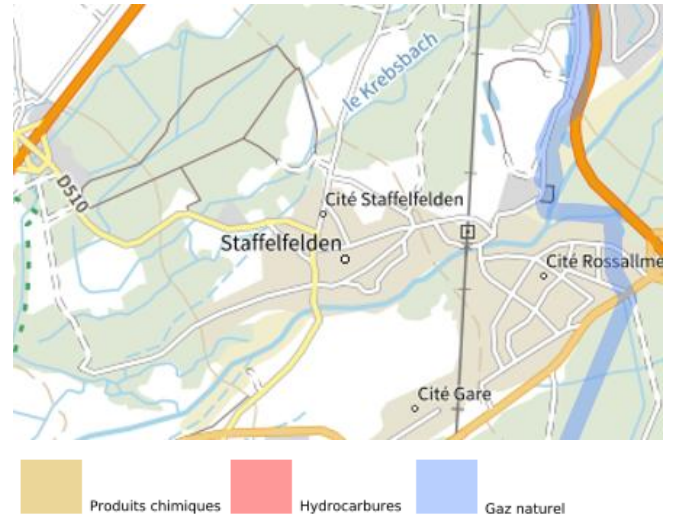 le Krebsbach
D510
Cité Staffelfelden
Staffelfelden
Cité Rossallme
Cité Gare
Produits chimiques
Hydrocarbures
Gaz naturel